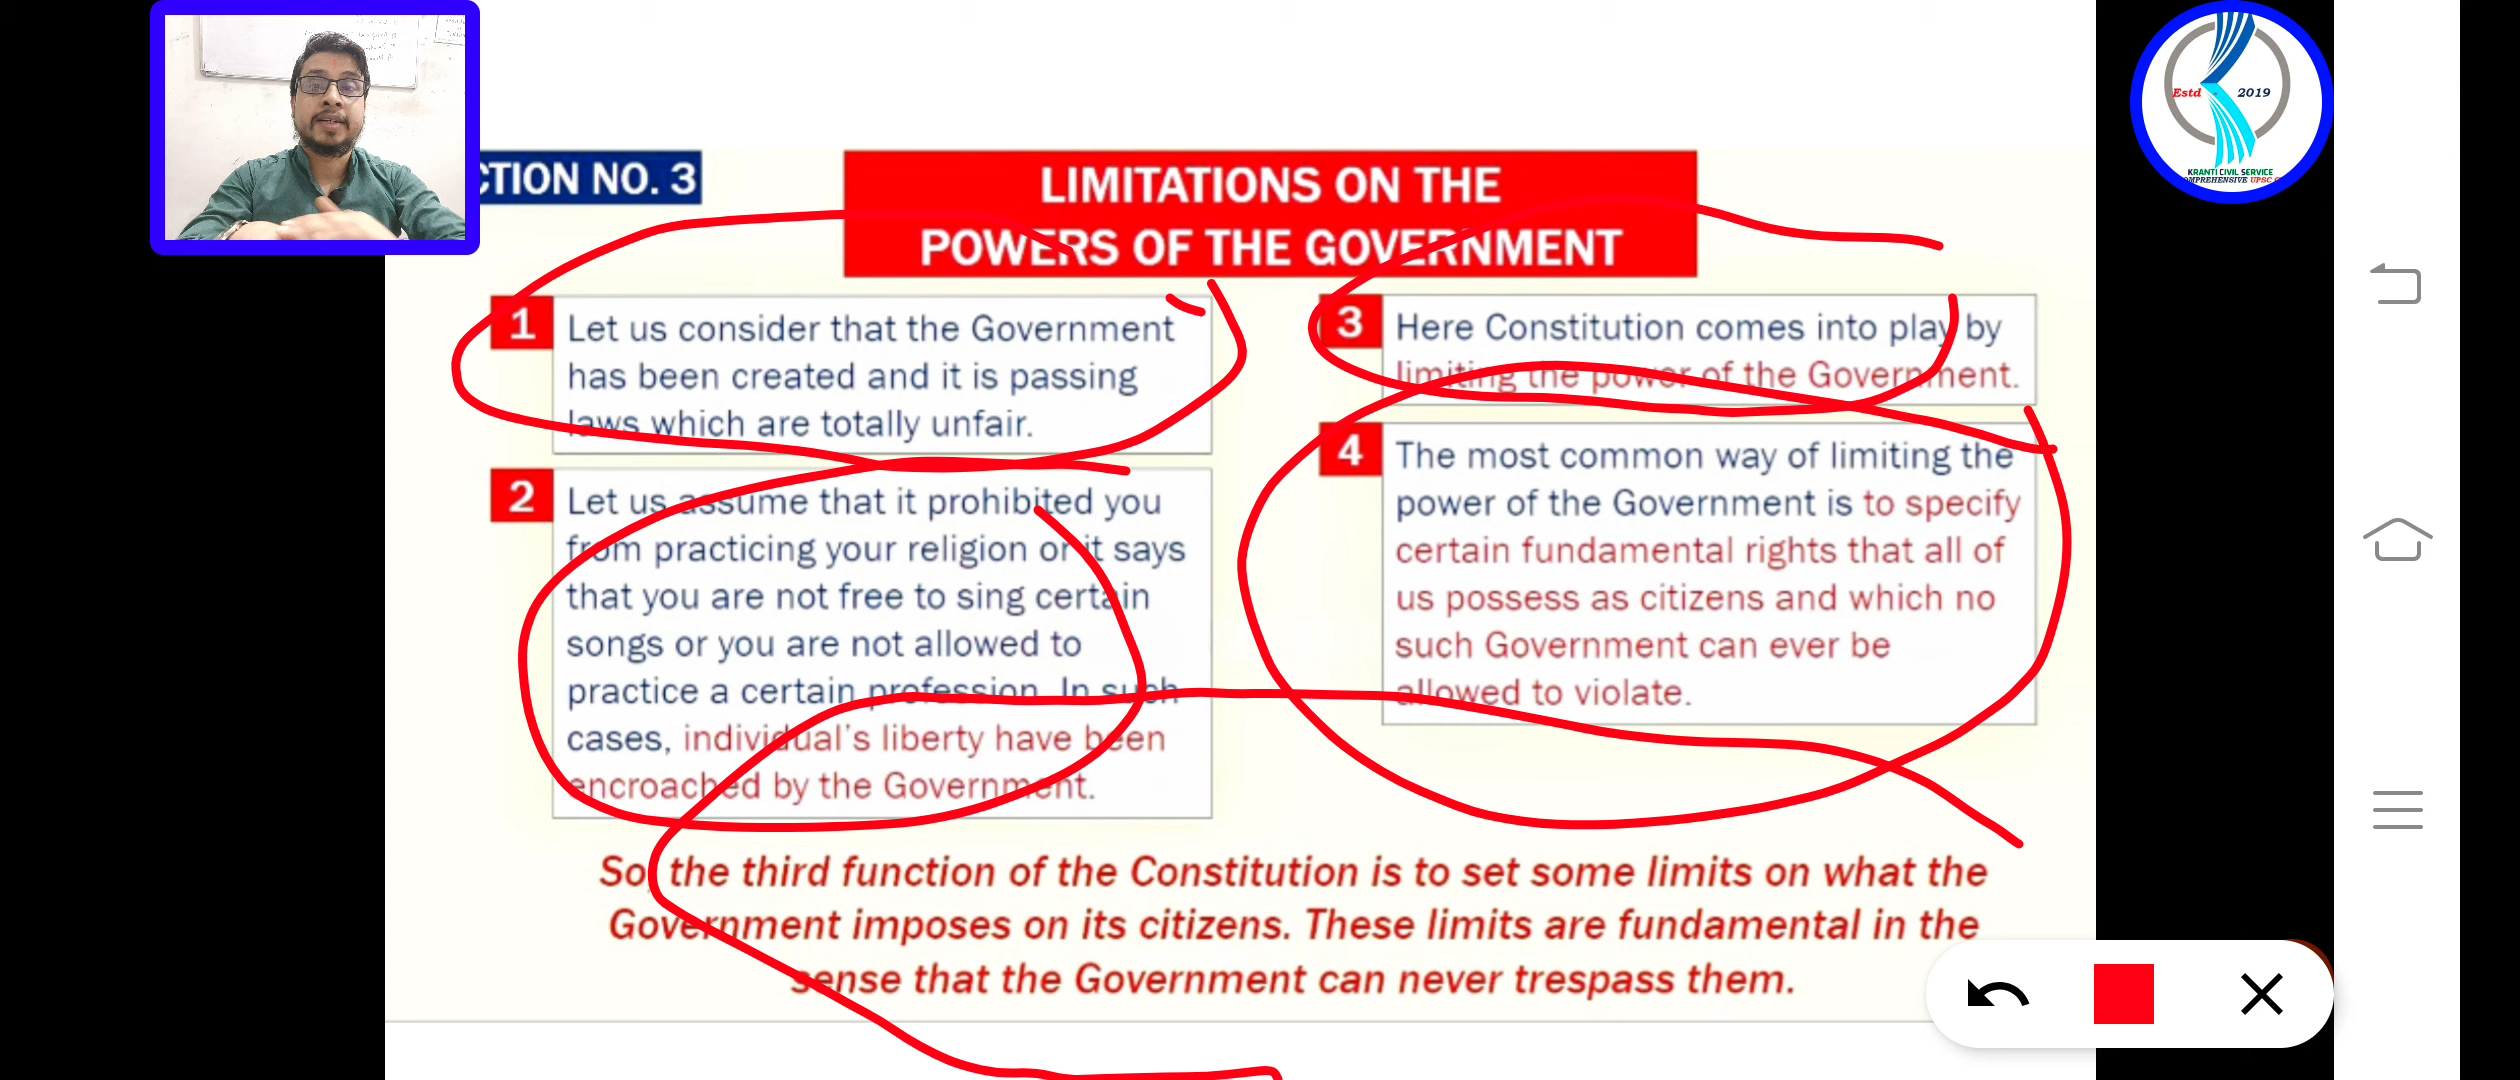 CTION NO. 3
LIMITATIONS ON THE
POWERS OF THE GOVERNMENT
1
Let us consider that the Government
has been created and it is passing
laws which are totally unfair.
2
Let us assume that it prohibited you
from practicing your religion or it says
that you are not free to sing certain
songs or you are not allowed to
practice a certain profession. In such
cases, individual's liberty have been
encroached by the Government.
3
Here Constitution comes into play by
limiting the power of the Government.
4
The most common way of limiting the
power of the Government is to specify
certain fundamental rights that all of
us possess as citizens and which no
such Government can ever be
allowed to violate.
So, the third function of the Constitution is to set some limits on what the
Government imposes on its citizens. These limits are fundamental in the
sense that the Government can never trespass them.
Estd - 2019
KRANTI CIVIL SERVICE
OMPREHENSIVE UPSC C